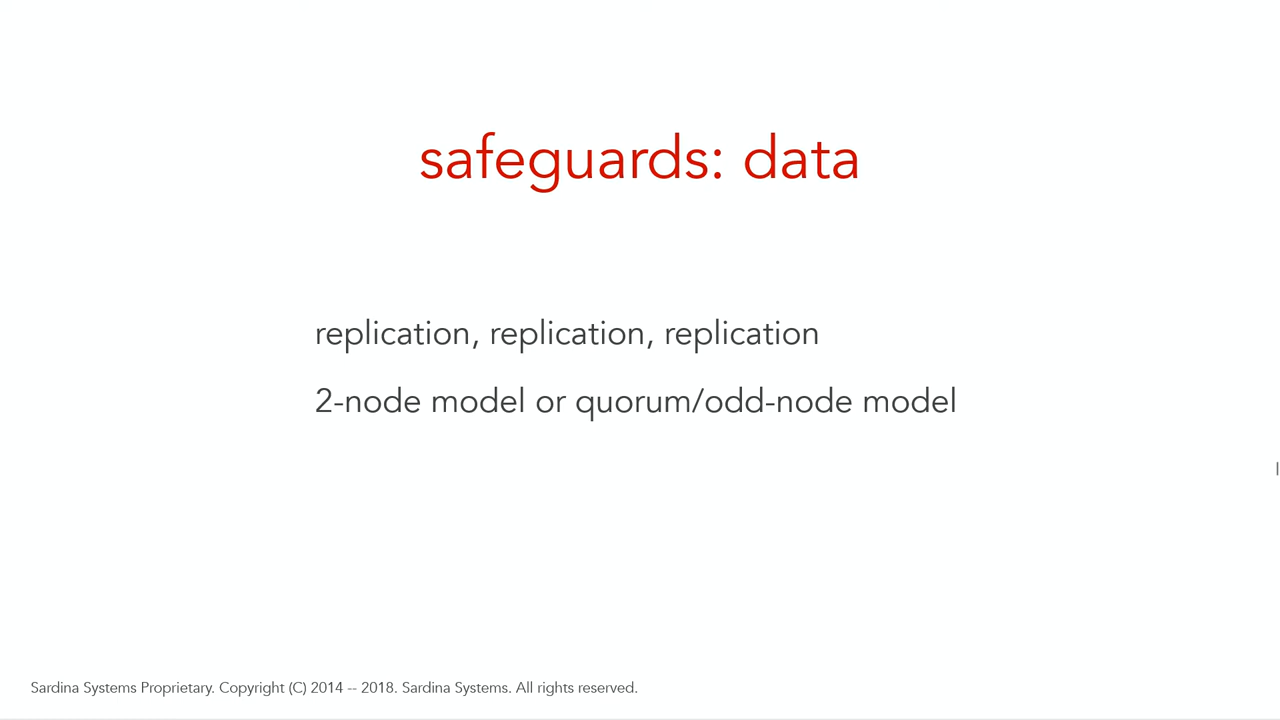 safeguards: data
replication, replication, replication
2-node model or quorum/odd-node model
Sardina Systems Proprietary. Copyright (C) 2014 -- 2018. Sardina Systems. All rights reserved.